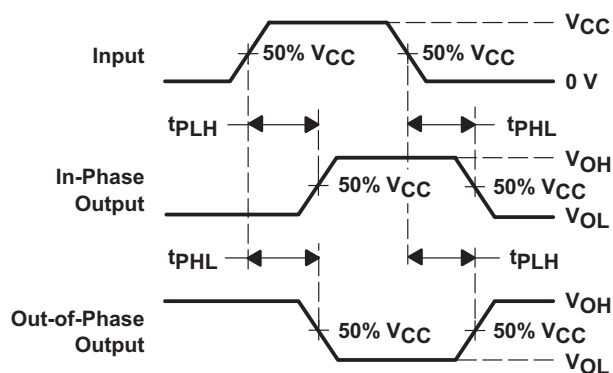 VCC
Input
50% VCC
50% VCC
0 V
tPLH
tPHL
VOH
In-Phase
Output
50% VCC
50% VCC
VOL
tPHL
tPLH
VOH
Out-of-Phase
Output
50% VCC
50% VCC
VOL